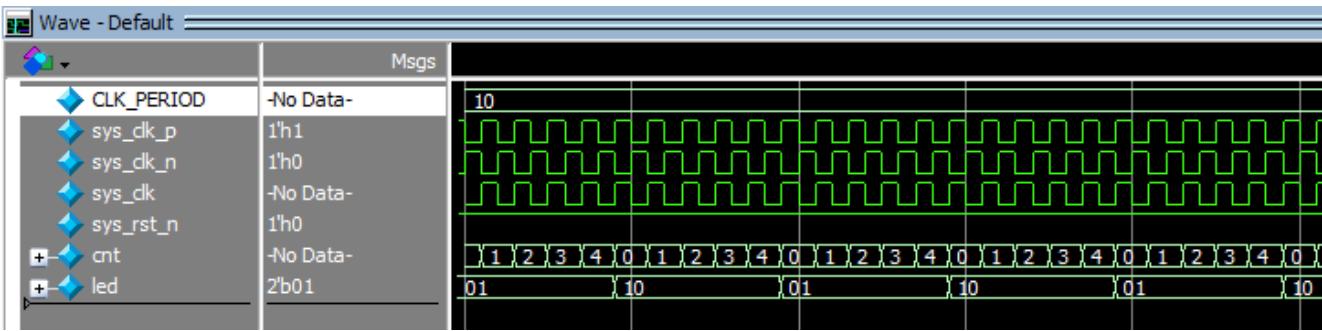 Wave - Default
Msgs
CLK_PERIOD -No Data- 10
sys_clk_p 1'h1
sys_clk_n 1'h0
sys_clk -No Data-
sys_rst_n 1'h0
cnt -No Data- 1 2 3 4 0 1 2 3 4 0 1 2 3 4 0 1 2 3 4 0 1 2 3 4 0
led 2'b01 01 10 01 10 01 10